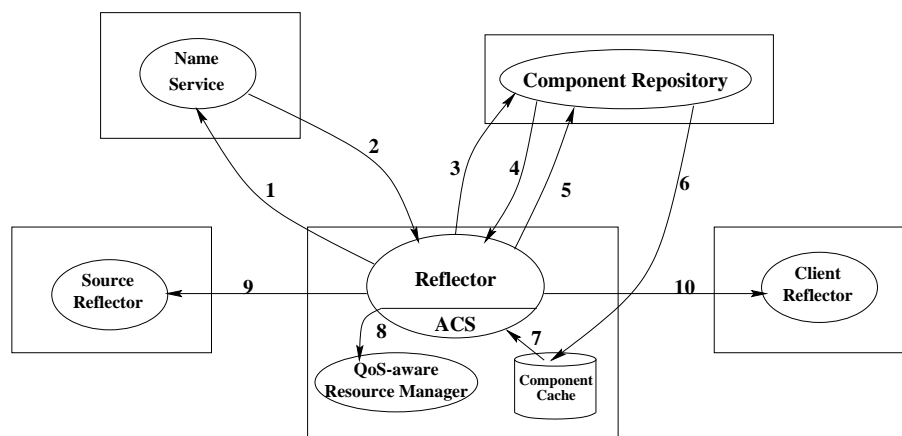 Name
Service
Component Repository
2
3
4
5
6
1
Source
Reflector
9
Reflector
10
Client
Reflector
ACS
8
7
QoS-aware
Resource Manager
Component
Cache